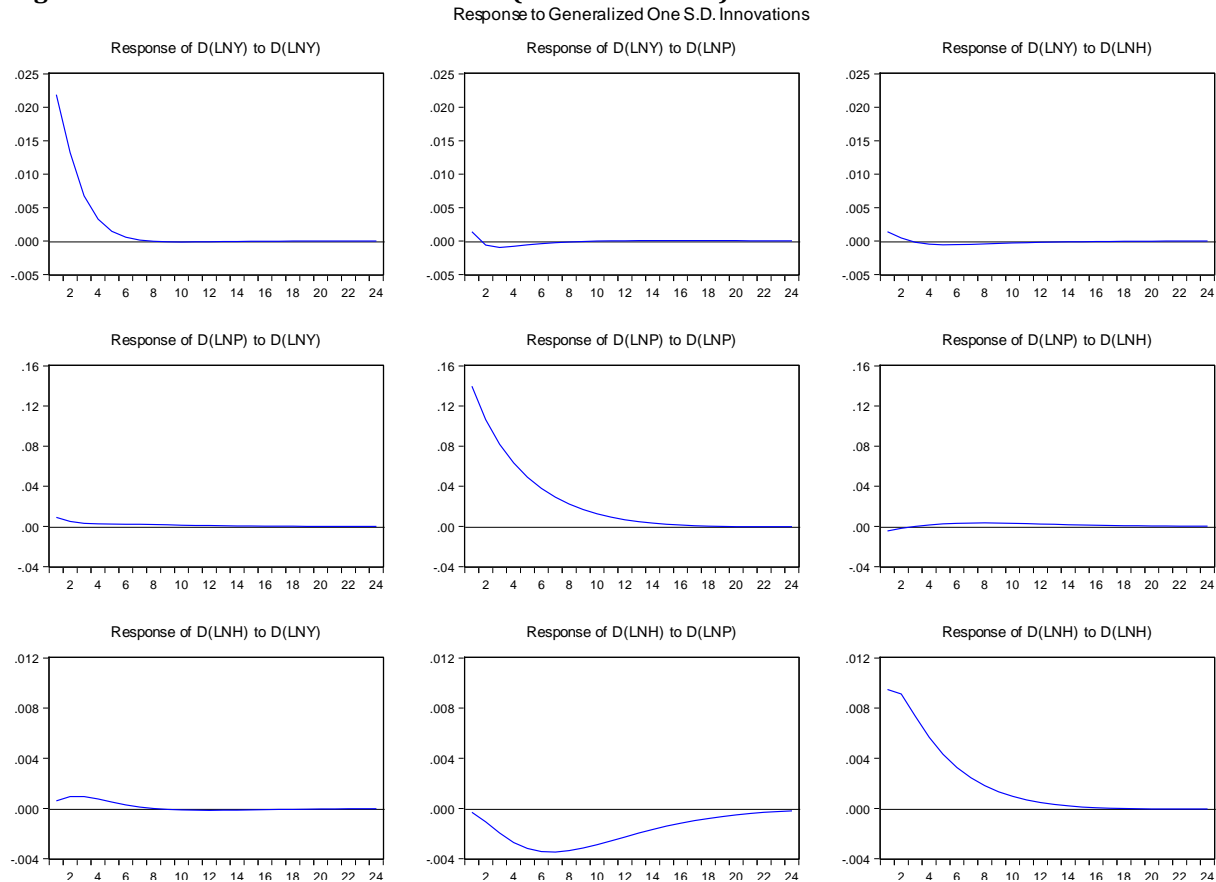 Response to Generalized One S.D. Innovations
Response of D(LNY) to D(LNY)
Response of D(LNY) to D(LNP)
Response of D(LNY) to D(LNH)
.025 .025 .025
.020 .020 .020
.015 .015 .015
.010 .010 .010
.005 .005 .005
.000 .000 .000
-.005 -.005 -.005
2 4 6 8 10 12 14 16 18 20 22 24
2 4 6 8 10 12 14 16 18 20 22 24
2 4 6 8 10 12 14 16 18 20 22 24
Response of D(LNP) to D(LNY)
Response of D(LNP) to D(LNP)
Response of D(LNP) to D(LNH)
.16 .16 .16
.12 .12 .12
.08 .08 .08
.04 .04 .04
.00 .00 .00
-.04 -.04 -.04
2 4 6 8 10 12 14 16 18 20 22 24
2 4 6 8 10 12 14 16 18 20 22 24
2 4 6 8 10 12 14 16 18 20 22 24
Response of D(LNH) to D(LNY)
Response of D(LNH) to D(LNP)
Response of D(LNH) to D(LNH)
.012 .012 .012
.008 .008 .008
.004 .004 .004
.000 .000 .000
-.004 -.004 -.004
2 4 6 8 10 12 14 16 18 20 22 24
2 4 6 8 10 12 14 16 18 20 22 24
2 4 6 8 10 12 14 16 18 20 22 24